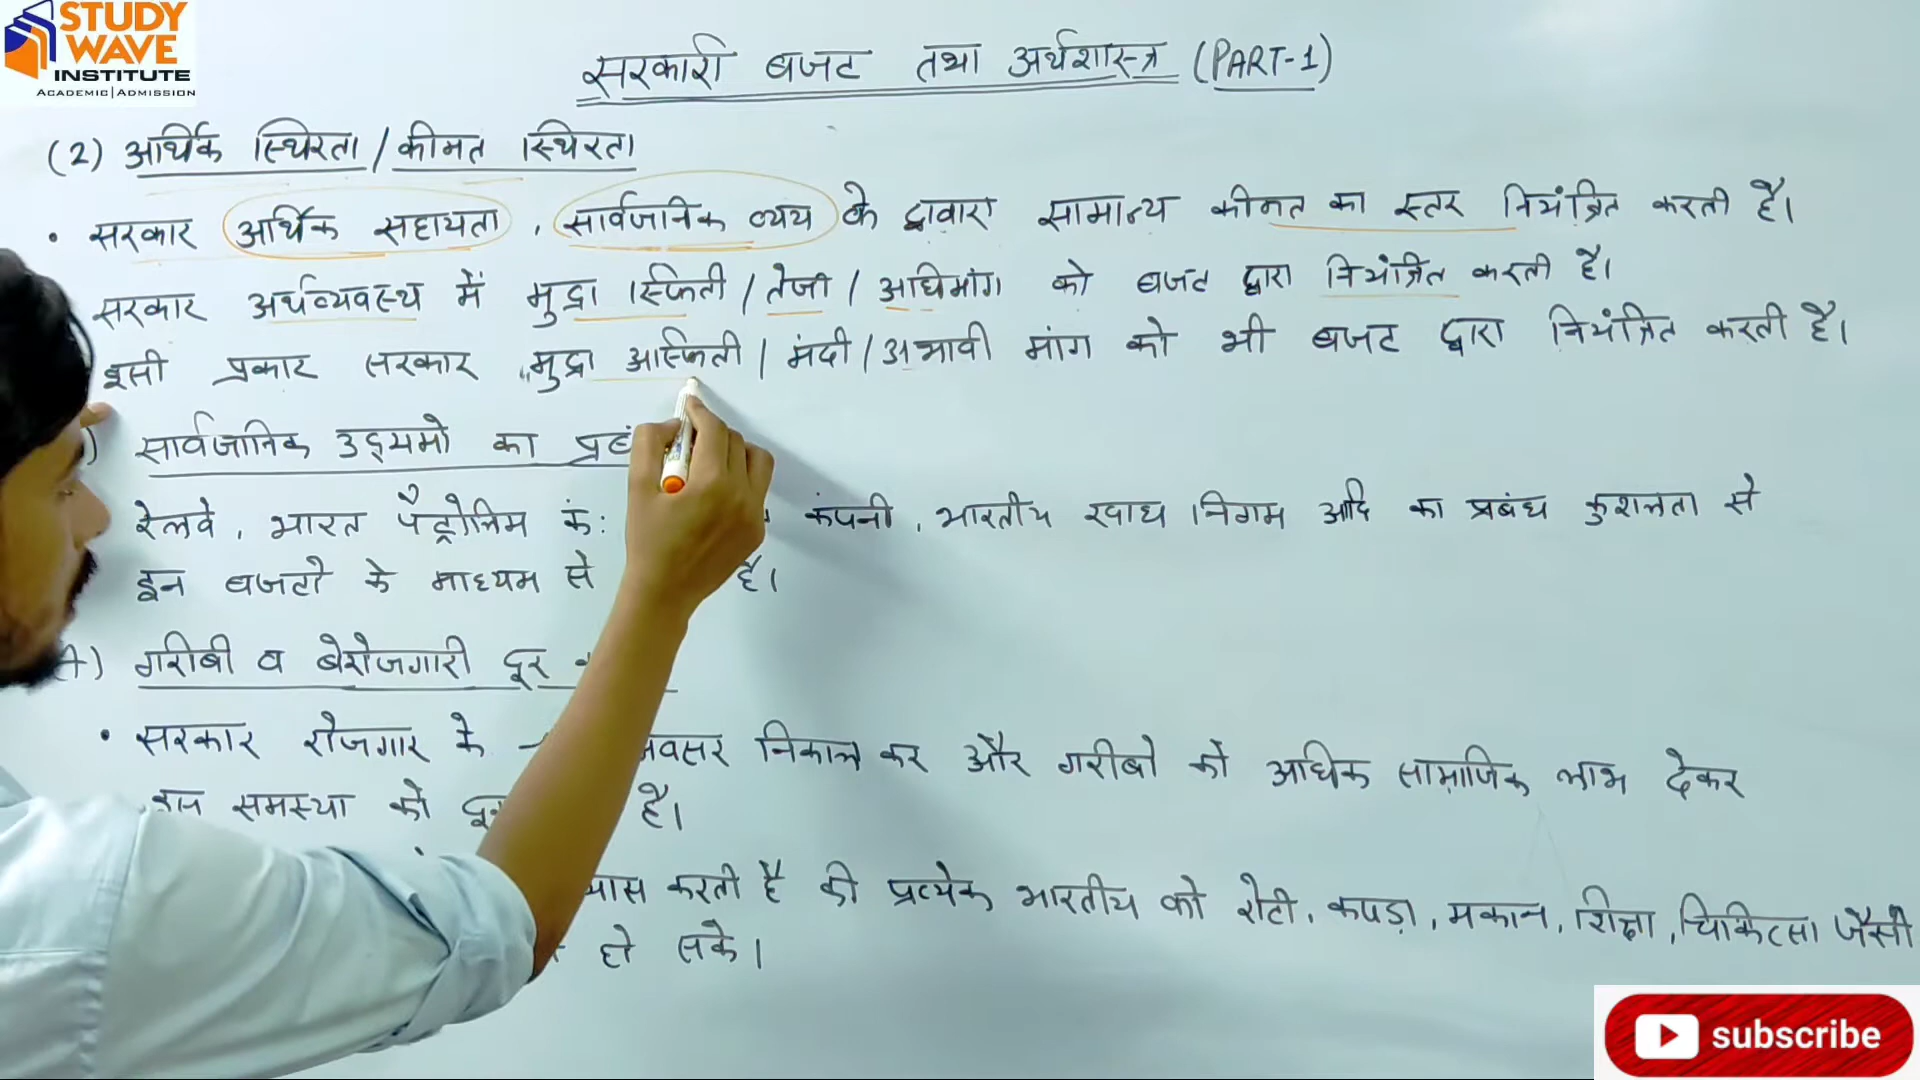 STUDY
WAVE
INSTITUTE
ACADEMIC|ADMISSION
सरकारी बजट तथा अर्थशास्त्र (PART-1)
(2) आर्थिक स्थिरता / कीमत स्थिरता
• सरकार आर्थिक सहायता , सार्वजनिक व्यय के द्वावारा सामान्य कीमत का स्तर नियंत्रित करती है।
सरकार अर्थव्यवस्थ में मुद्रा स्फिती / तेजी / अधिमांग को बजट द्वारा नियंत्रित करती है।
इसी प्रकार सरकार मुद्रा अस्फिती / मंदी / अभावी मांग को भी बजट द्वारा नियंत्रित करती है।
) सार्वजानिक उद्यमो का
रेलवे , भारत पैट्रोलिम कं: कंपनी , भारतीय खाद्य निगम आदि का प्रबंध कुशलता से
इन बजटो के माध्यम से है।
) गरीबी व बेरोजगारी दूर
• सरकार रोजगार के निकाल कर और गरीबो को अधिक सामाजिक लाभ देकर
इस समस्या को है।
करती है की प्रत्येक भारतीय को रोटी, कपड़ा, मकान, शिक्षा, चिकित्सा जैसी
हो सके।
subscribe